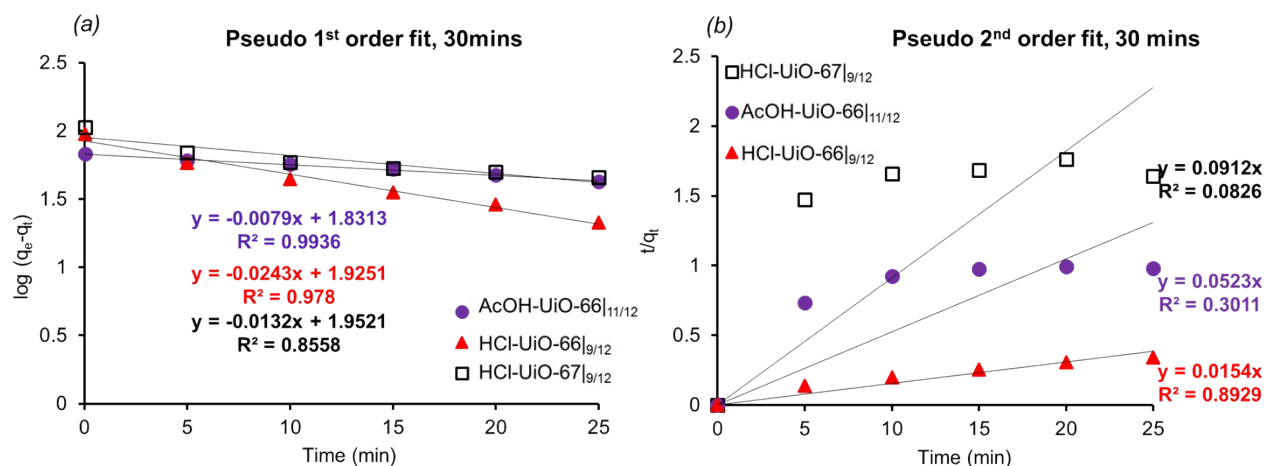 (a)
Pseudo 1st order fit, 30mins
2.5
2
1.5
1
0.5
0
log (qe-qt)
y = -0.0079x + 1.8313
R² = 0.9936
y = -0.0243x + 1.9251
R² = 0.978
y = -0.0132x + 1.9521
R² = 0.8558
AcOH-UiO-66|11/12
HCl-UiO-66|9/12
HCl-UiO-67|9/12
0 5 10 15 20 25
Time (min)
(b)
Pseudo 2nd order fit, 30 mins
2.5
2
1.5
1
0.5
0
t/qt
HCl-UiO-67|9/12
AcOH-UiO-66|11/12
HCl-UiO-66|9/12
y = 0.0912x
R² = 0.0826
y = 0.0523x
R² = 0.3011
y = 0.0154x
R² = 0.8929
0 5 10 15 20 25
Time (min)